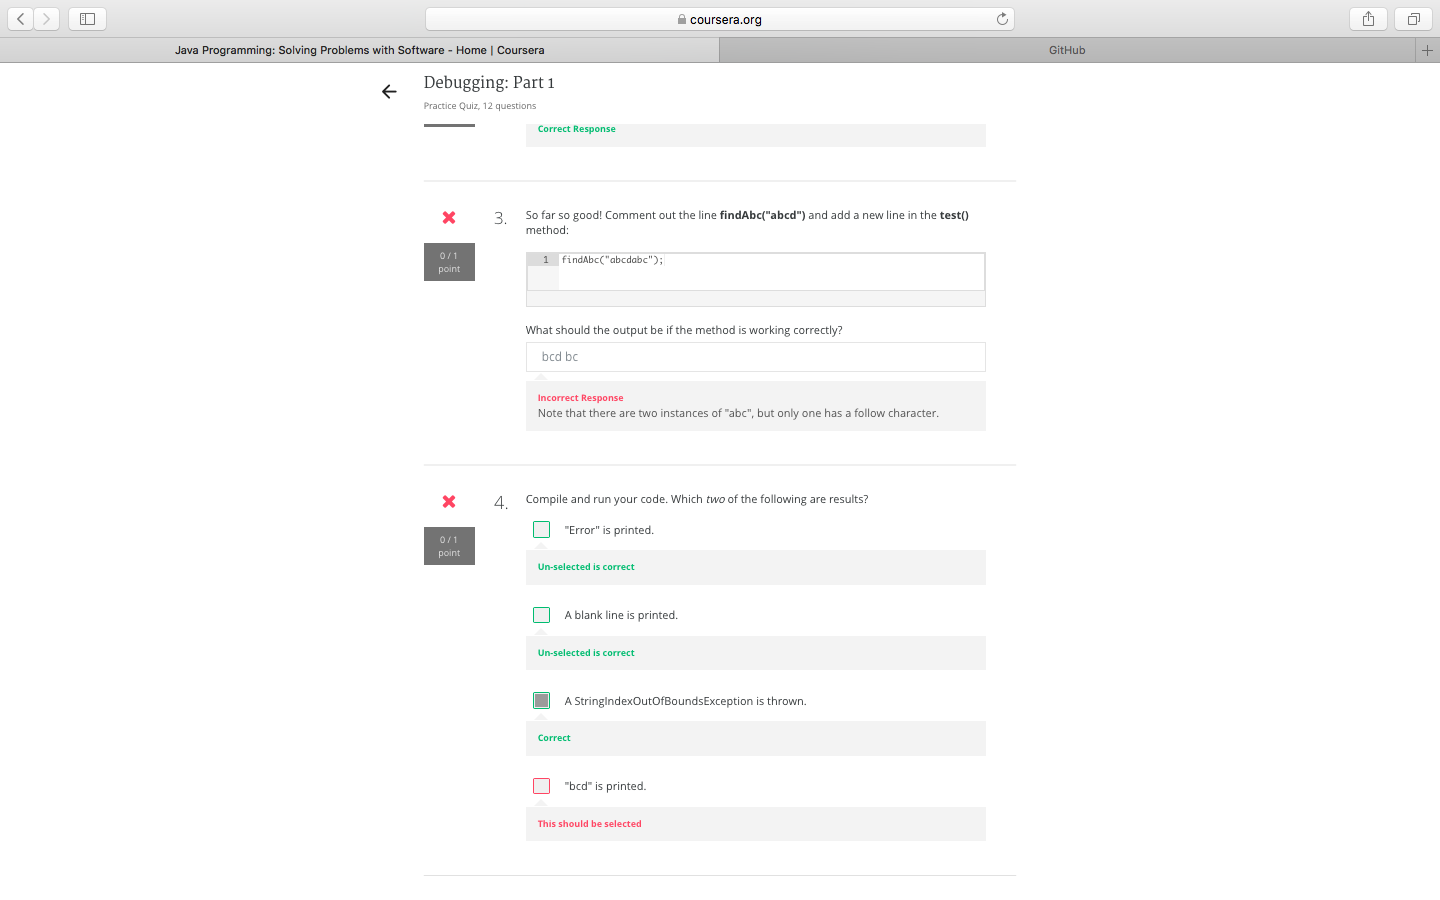 coursera.org
Java Programming: Solving Problems with Software - Home | Coursera
GitHub
Debugging: Part 1
Practice Quiz, 12 questions
Correct Response
0 / 1
point
3.
So far so good! Comment out the line findAbc("abcd") and add a new line in the test()
method:
1
findAbc("abcdabc");
What should the output be if the method is working correctly?
bcd bc
Incorrect Response
Note that there are two instances of "abc", but only one has a follow character.
0 / 1
point
4.
Compile and run your code. Which two of the following are results?
"Error" is printed.
Un-selected is correct
A blank line is printed.
Un-selected is correct
A StringIndexOutOfBoundsException is thrown.
Correct
"bcd" is printed.
This should be selected